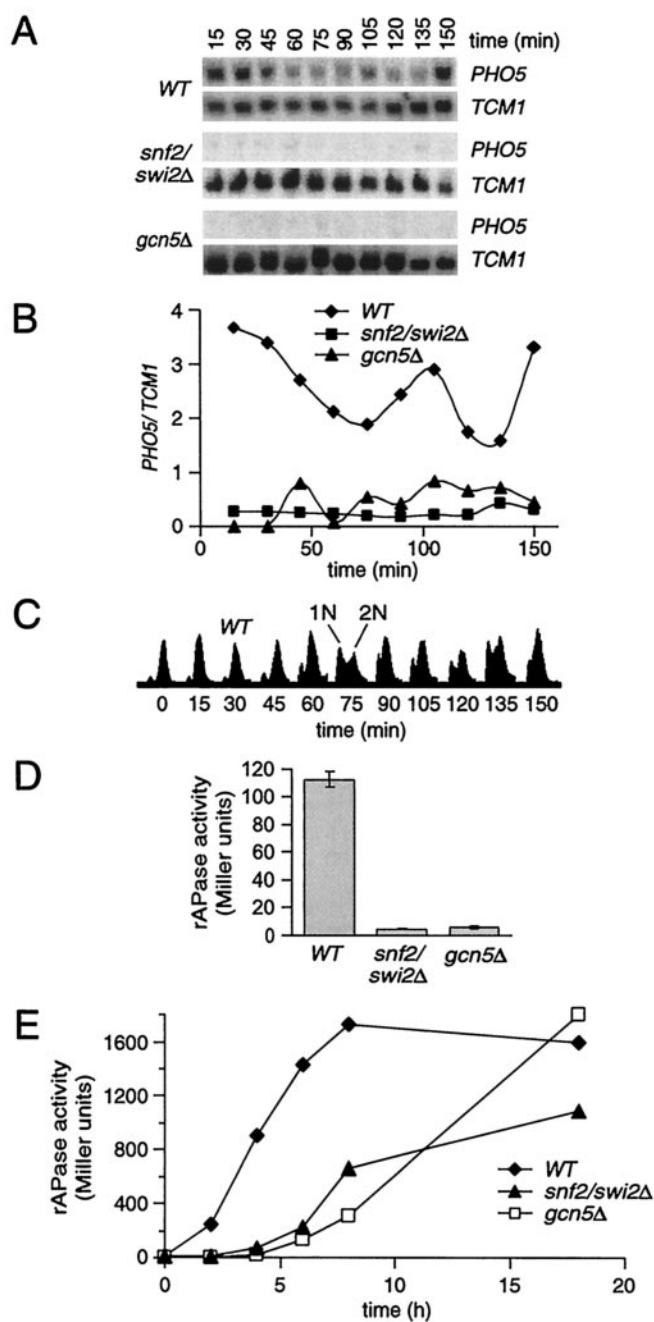 A
15 30 45 60 75 90 105 120 135 150 time (min)
WT
PHO5
TCM1
snf2/
swi2Δ
PHO5
TCM1
gcn5Δ
PHO5
TCM1
B
PHO5/TCM1
4
3
2
1
0
WT
snf2/swi2Δ
gcn5Δ
0 50 100 150
time (min)
C
WT
1N 2N
0 15 30 45 60 75 90 105 120 135 150
time (min)
D
rAPase activity
(Miller units)
120
100
80
60
40
20
0
WT snf2/ gcn5Δ
swi2Δ
E
rAPase activity
(Miller units)
1600
1200
800
400
0
WT
snf2/swi2Δ
gcn5Δ
0 5 10 15 20
time (h)